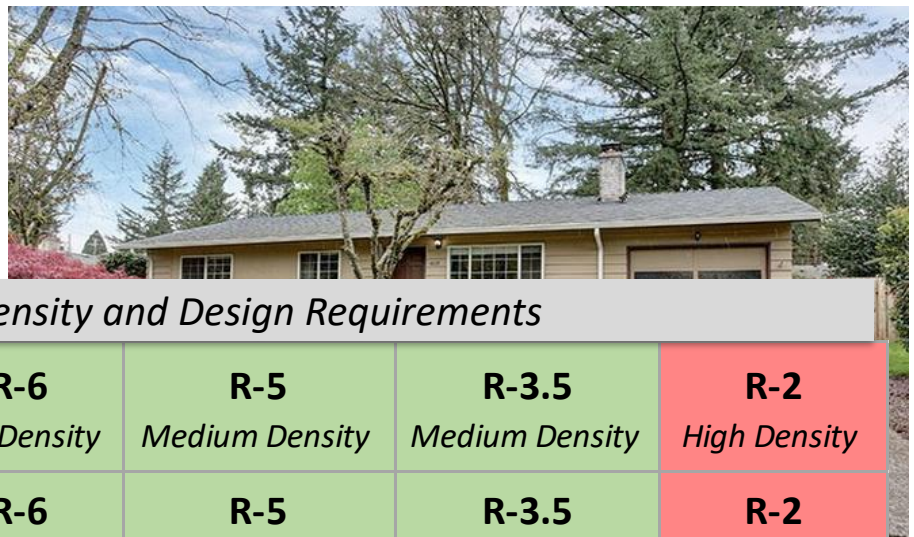 ensity and Design Requirements
R-6 R-5 R-3.5 R-2
Density Medium Density Medium Density High Density
R-6 R-5 R-3.5 R-2